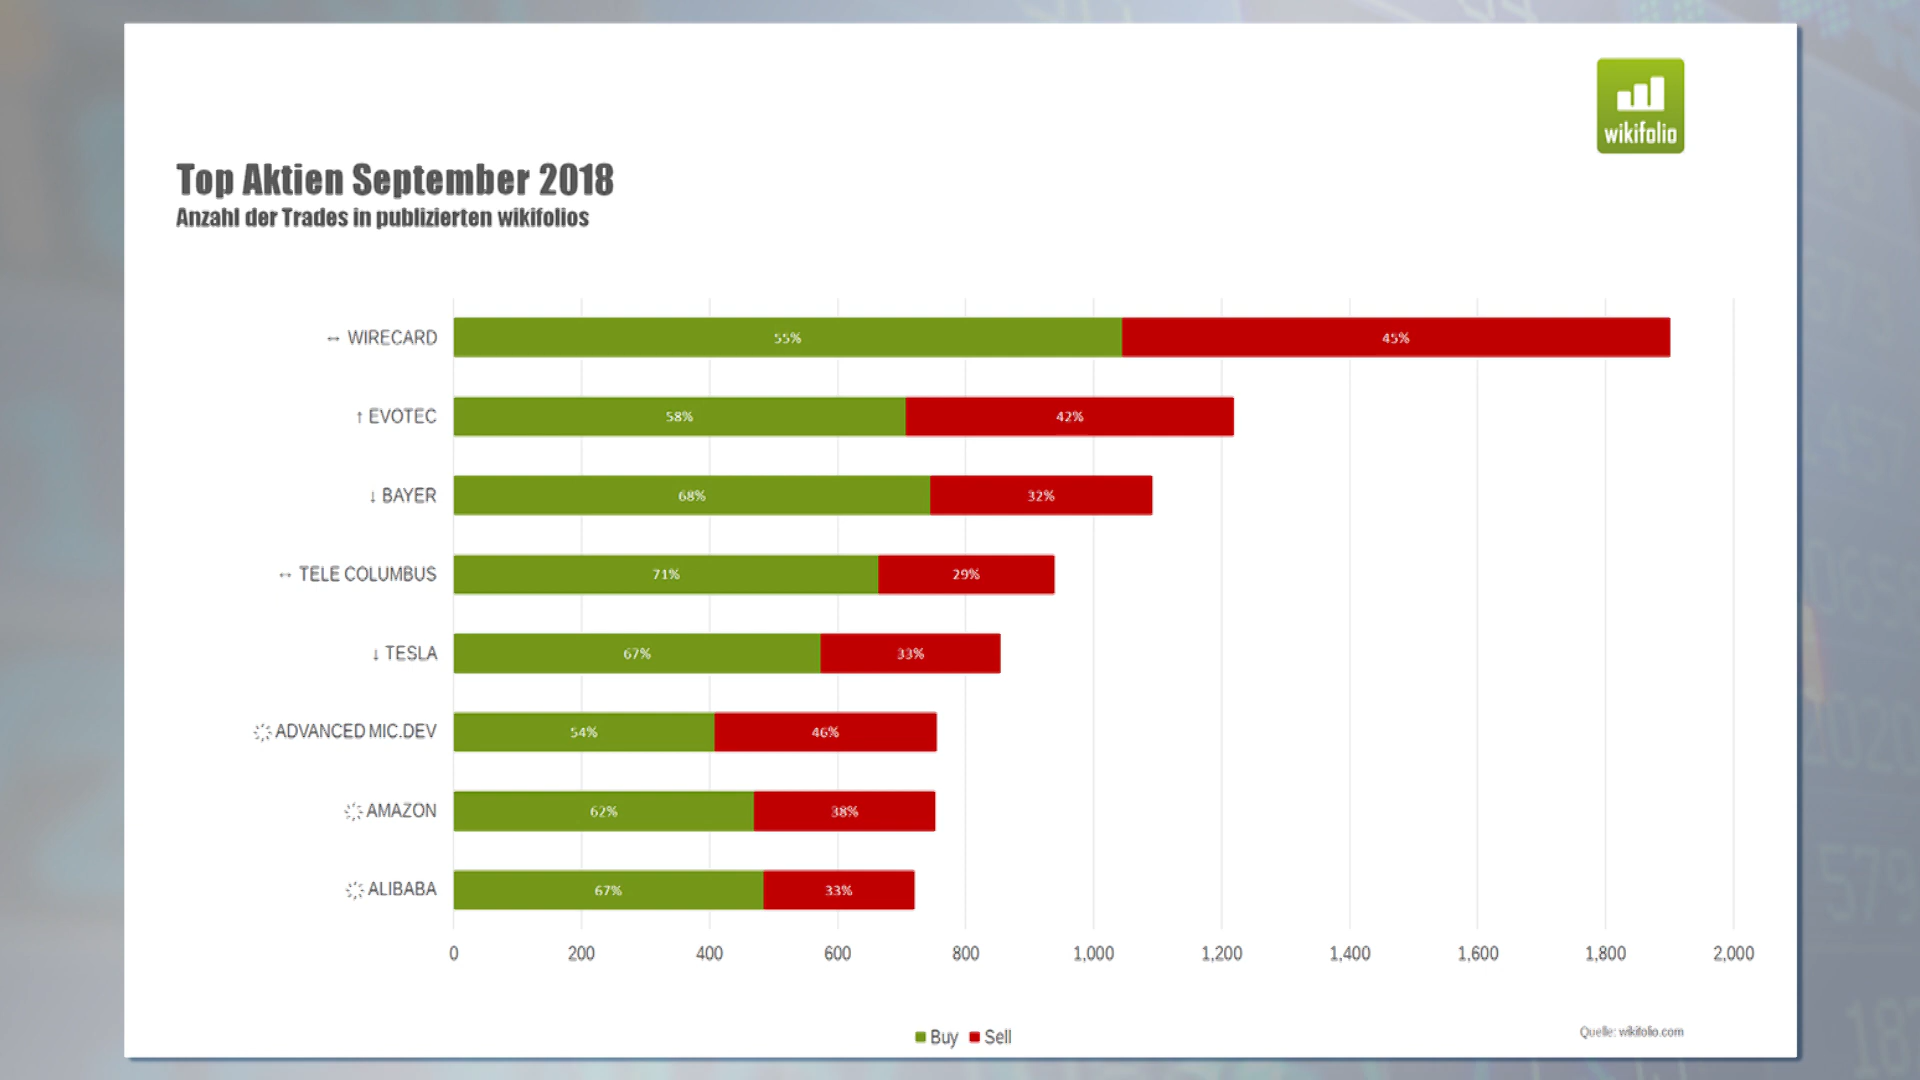 wikifolio
Top Aktien September 2018
Anzahl der Trades in publizierten wikifolios
↔ WIRECARD 55% 45%
↑ EVOTEC 58% 42%
↓ BAYER 68% 32%
↔ TELE COLUMBUS 71% 29%
↓ TESLA 67% 33%
ADVANCED MIC.DEV 54% 46%
AMAZON 62% 38%
ALIBABA 67% 33%
0 200 400 600 800 1,000 1,200 1,400 1,600 1,800 2,000
Buy Sell
Quelle: wikifolio.com